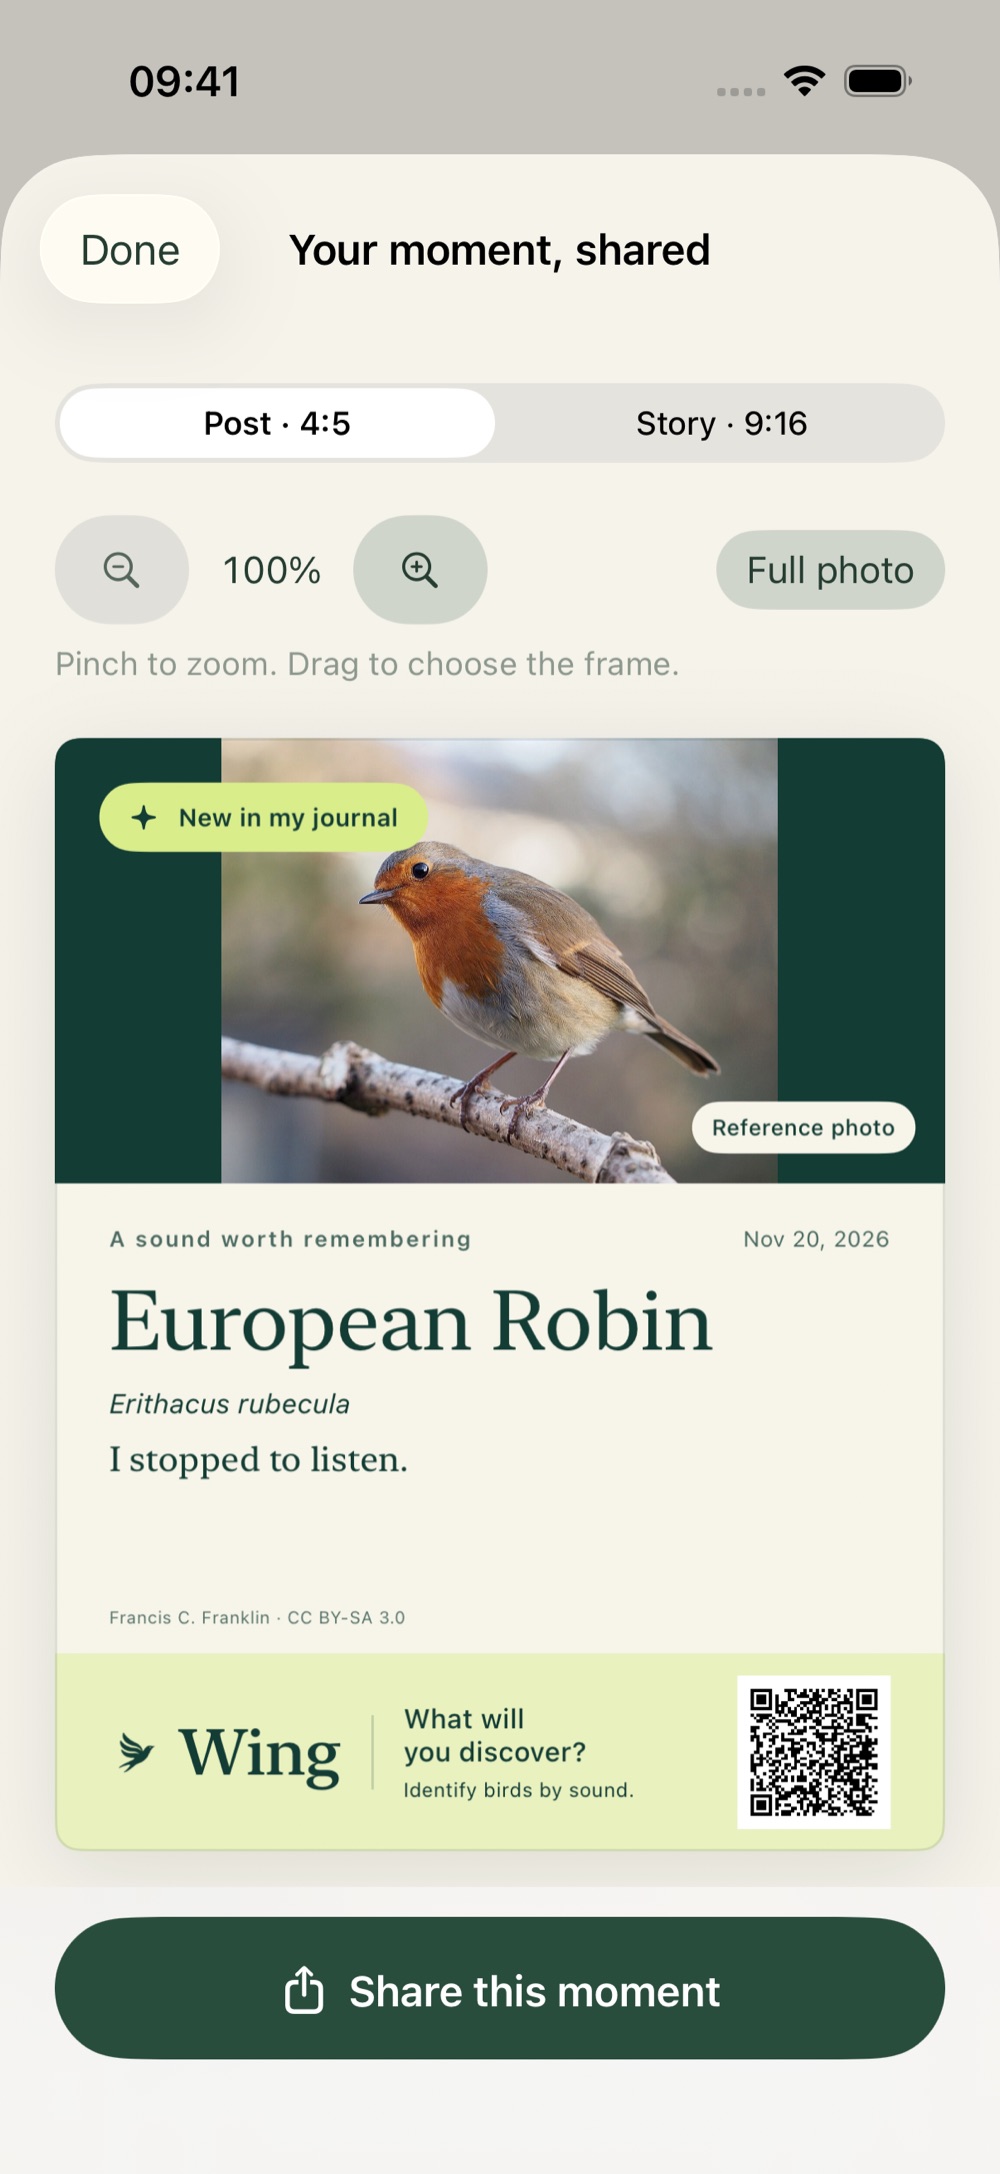 09:41
Done
Your moment, shared
Post · 4:5
Story · 9:16
100%
Full photo
Pinch to zoom. Drag to choose the frame.
New in my journal
Reference photo
A sound worth remembering
Nov 20, 2026
European Robin
Erithacus rubecula
I stopped to listen.
Francis C. Franklin · CC BY-SA 3.0
Wing
What will
you discover?
Identify birds by sound.
Share this moment